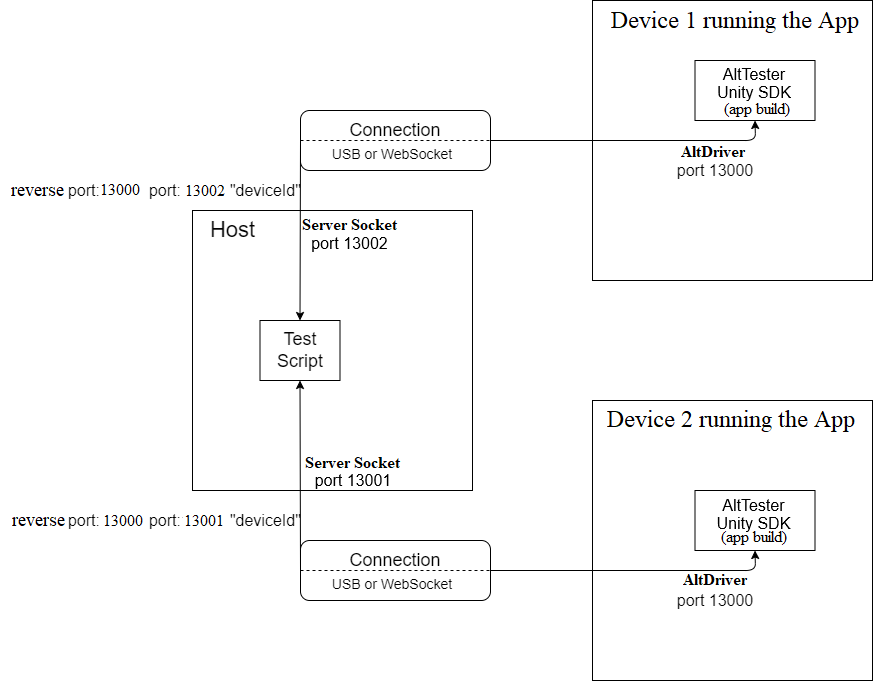 Device 1 running the App
AltTester
Unity SDK
(app build)
Connection
USB or WebSocket
AltDriver
port 13000
reverse port:13000 port: 13002 "deviceId"
Host
Server Socket
port 13002
Test
Script
Device 2 running the App
Server Socket
port 13001
reverse port: 13000 port: 13001 "deviceId"
AltTester
Unity SDK
(app build)
Connection
USB or WebSocket
AltDriver
port 13000